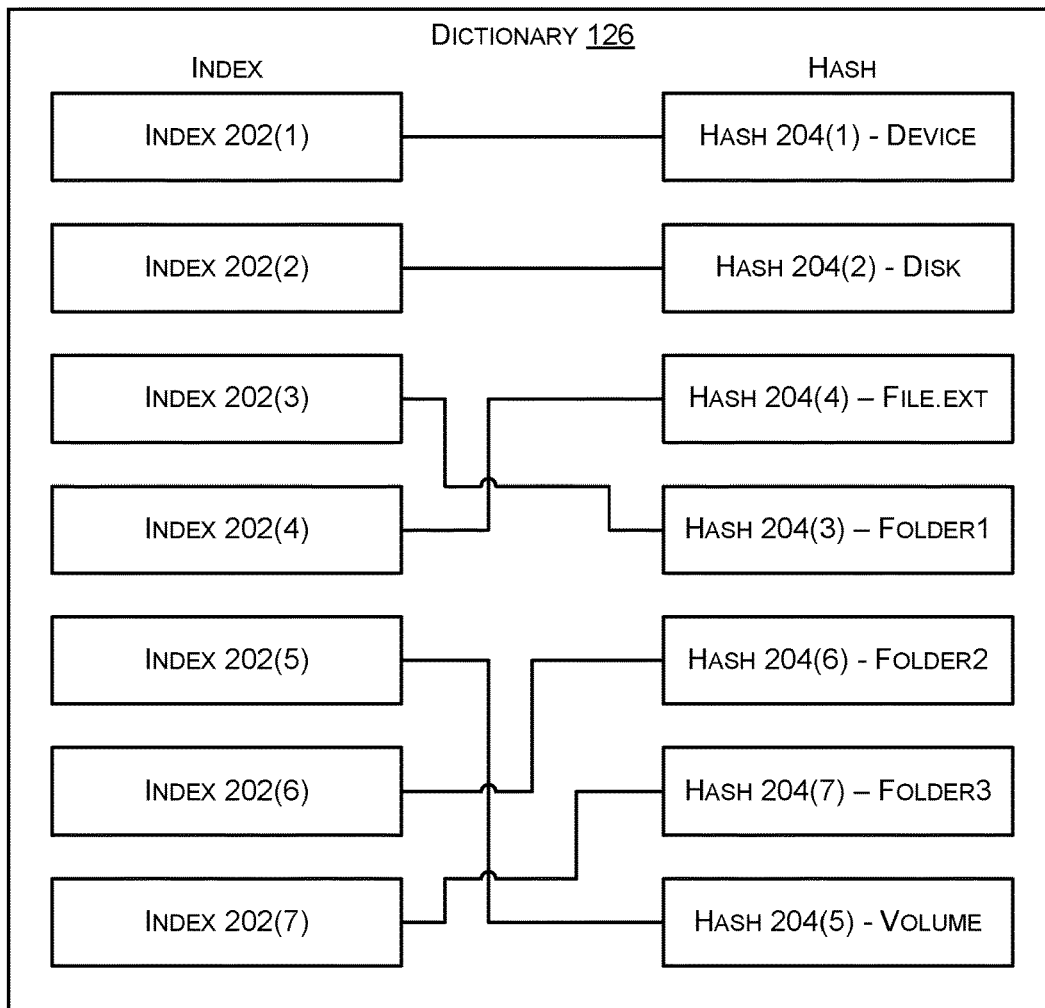 DICTIONARY 126
INDEX HASH
INDEX 202(1) HASH 204(1) - DEVICE
INDEX 202(2) HASH 204(2) - DISK
INDEX 202(3) HASH 204(4) – FILE.EXT
INDEX 202(4) HASH 204(3) – FOLDER1
INDEX 202(5) HASH 204(6) - FOLDER2
INDEX 202(6) HASH 204(7) – FOLDER3
INDEX 202(7) HASH 204(5) - VOLUME